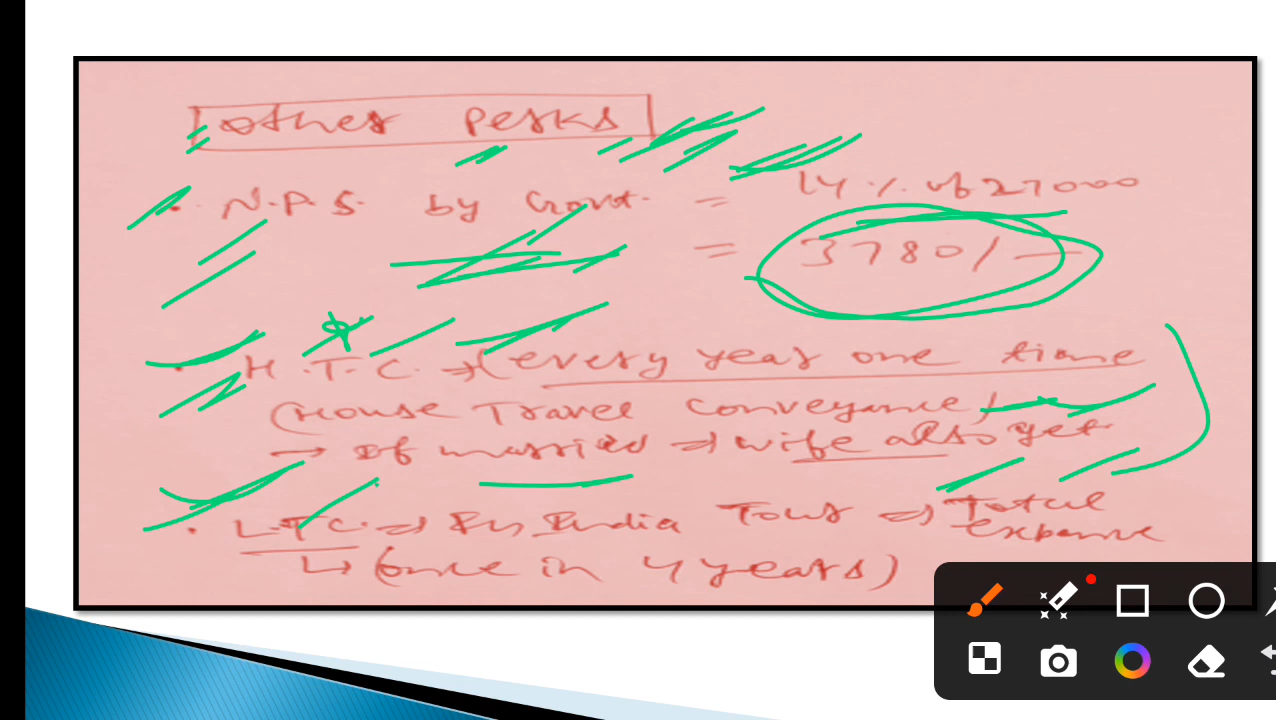 other Perks
• N.P.S. by Govt. = 14 % of 27000
= 3780/-
• H.T.C. → (every year one time
(House Travel Conveyance)
→ If married ⇒ wife also get
• L.T.C. ⇒ In India Tour ⇒ Total expense
↳ (once in 4 years)